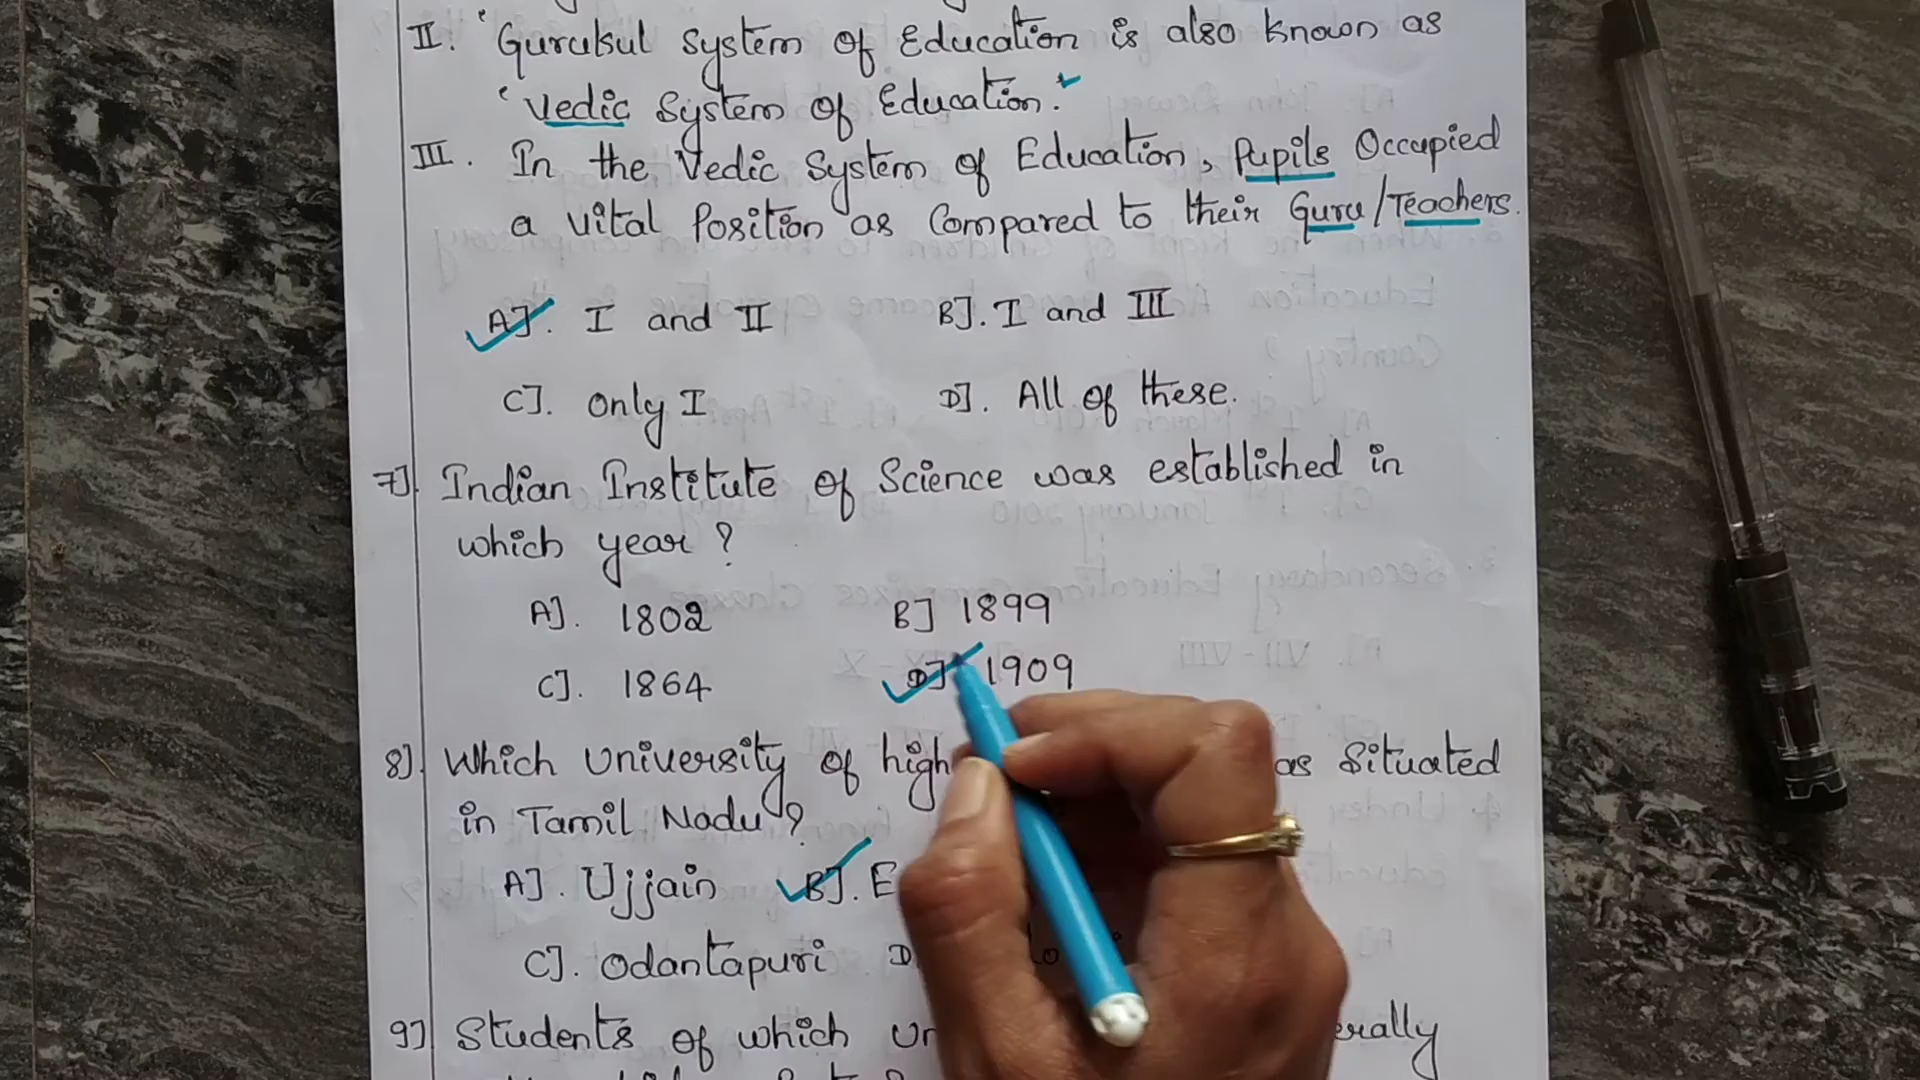 II. 'Gurukul System of Education is also known as
'Vedic System of Education.'
III. In the Vedic System of Education, Pupils Occupied
a vital Position as Compared to their Guru/Teachers.
A]. I and II B]. I and III
C]. only I D]. All of these.
7]. Indian Institute of Science was established in
which year ?
A]. 1802 B] 1899
C]. 1864 D] 1909
8]. Which University of high as Situated
in Tamil Nadu ?
A]. Ujjain B]. E
C]. Odantapuri D
9] Students of which un erally